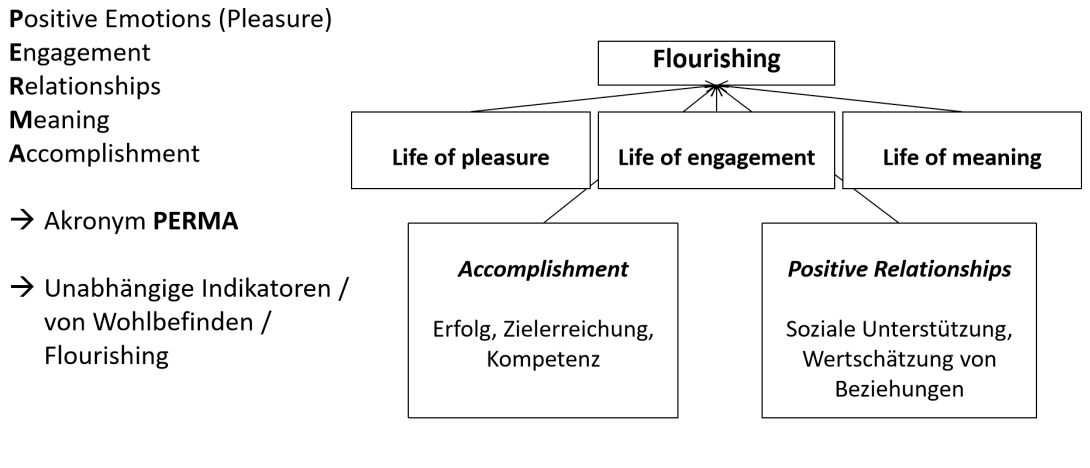 Positive Emotions (Pleasure)
Engagement
Relationships
Meaning
Accomplishment
→ Akronym PERMA
→ Unabhängige Indikatoren /
von Wohlbefinden /
Flourishing
Flourishing
Life of pleasure
Life of engagement
Life of meaning
Accomplishment
Erfolg, Zielerreichung,
Kompetenz
Positive Relationships
Soziale Unterstützung,
Wertschätzung von
Beziehungen